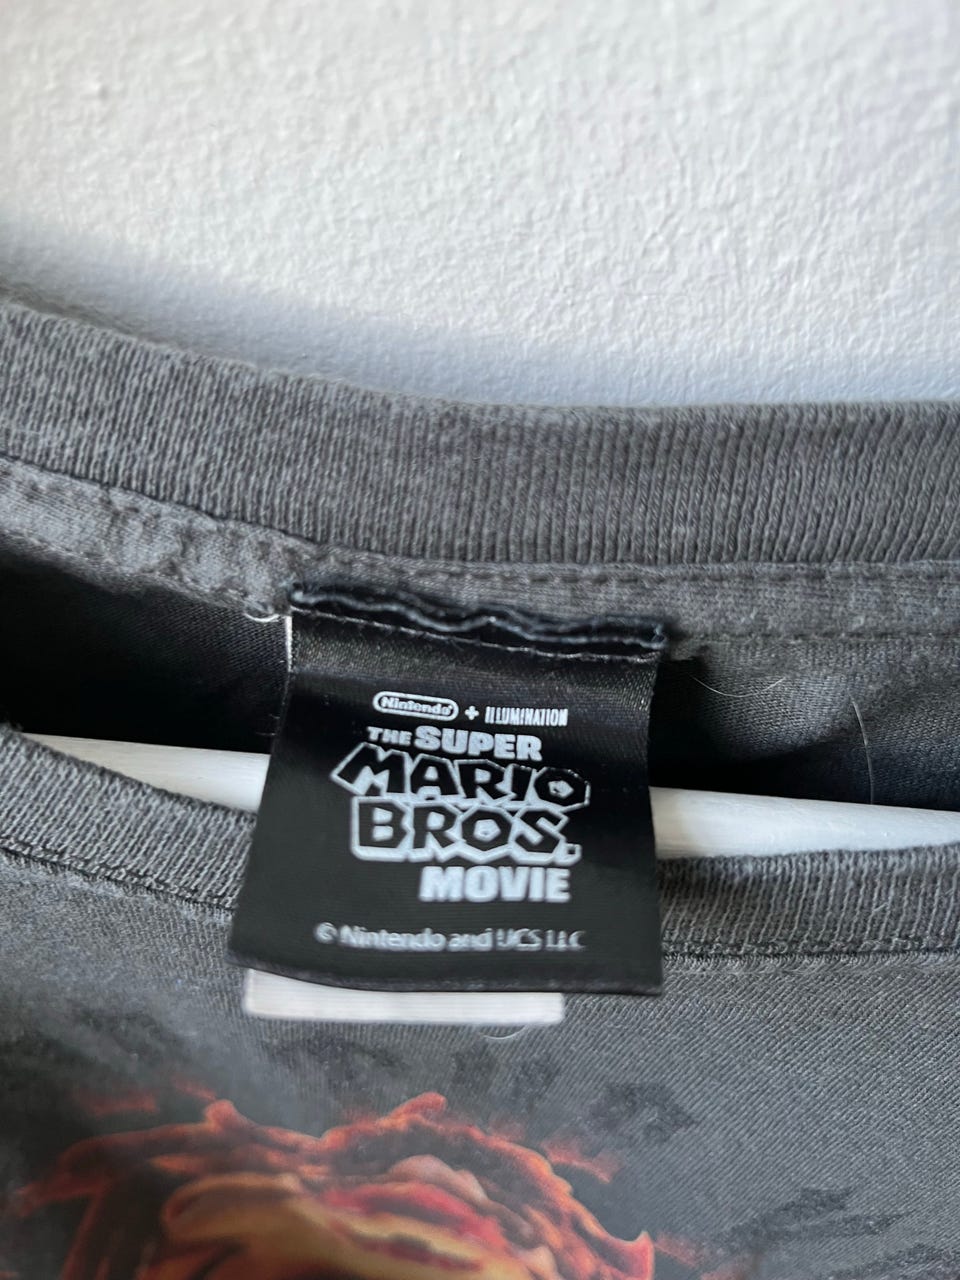 Nintendo + ILLUMINATION
THE SUPER
MARIO
BROS.
MOVIE
© Nintendo and UCS LLC